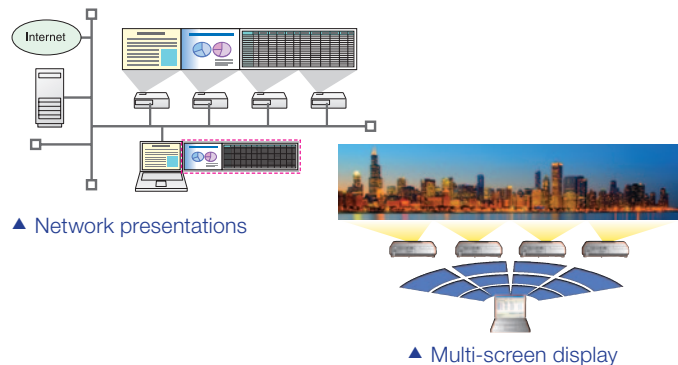 Internet
▲ Network presentations
▲ Multi-screen display